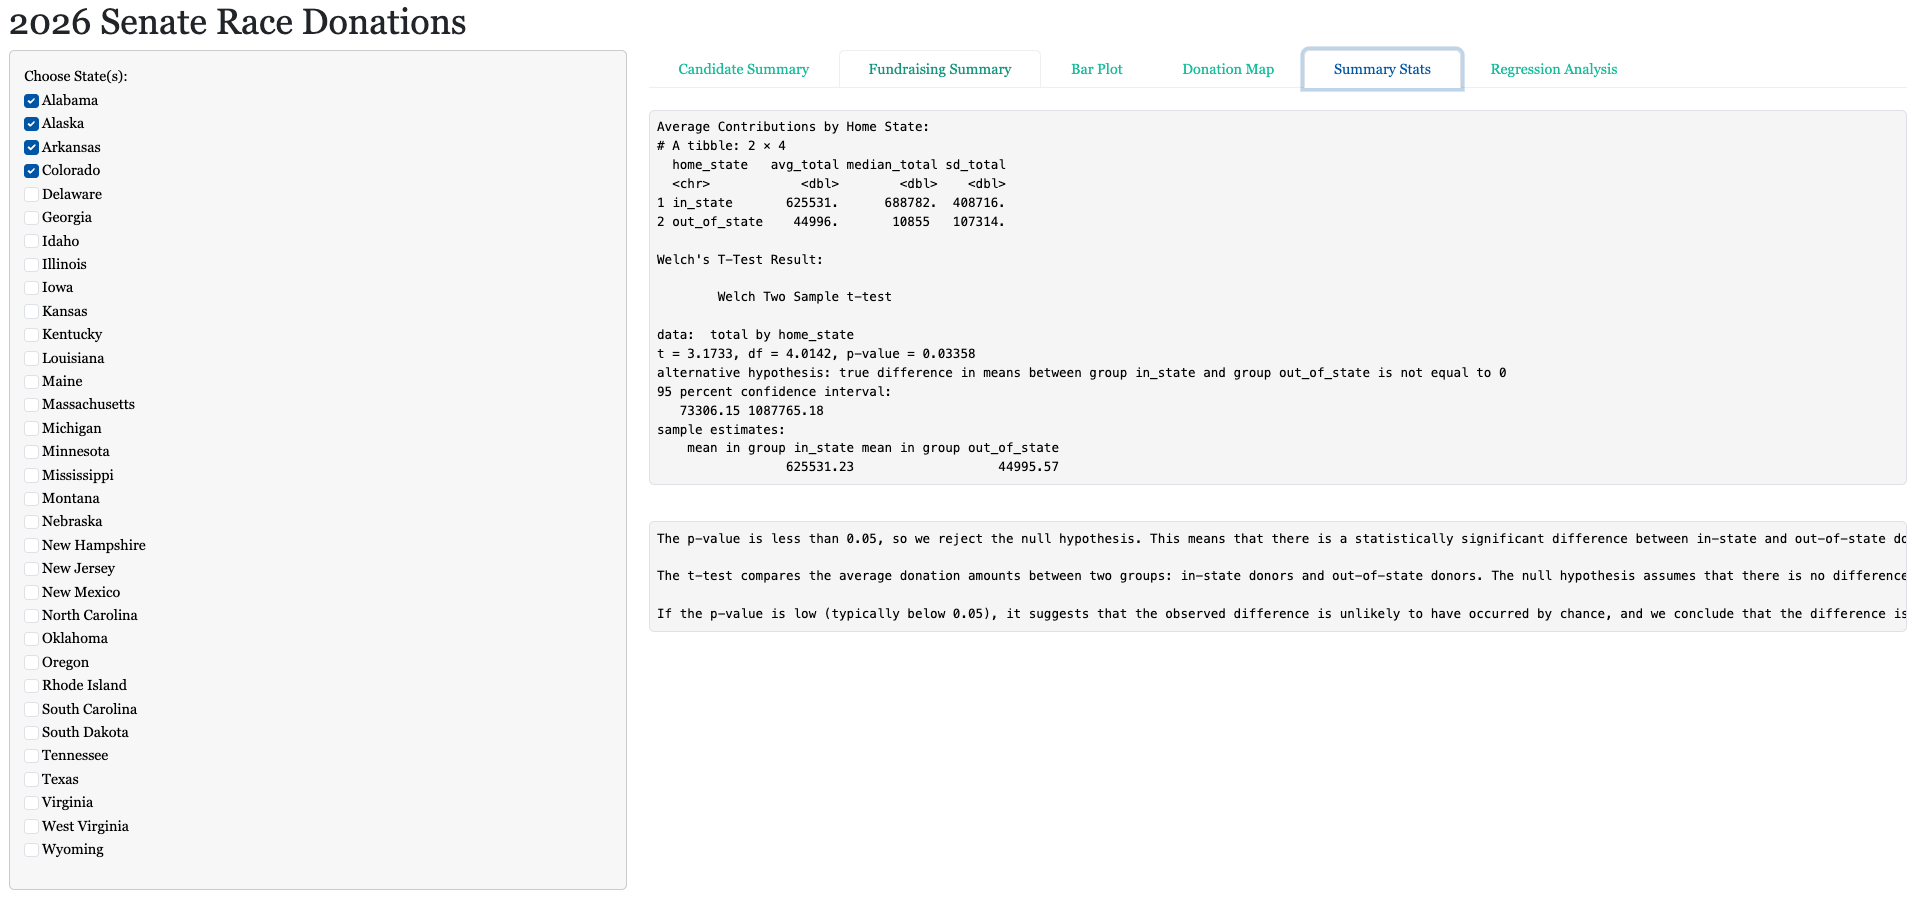 2026 Senate Race Donations
Choose State(s):
Alabama
Alaska
Arkansas
Colorado
Delaware
Georgia
Idaho
Illinois
Iowa
Kansas
Kentucky
Louisiana
Maine
Massachusetts
Michigan
Minnesota
Mississippi
Montana
Nebraska
New Hampshire
New Jersey
New Mexico
North Carolina
Oklahoma
Oregon
Rhode Island
South Carolina
South Dakota
Tennessee
Texas
Virginia
West Virginia
Wyoming
Candidate Summary Fundraising Summary Bar Plot Donation Map Summary Stats Regression Analysis
Average Contributions by Home State:
# A tibble: 2 × 4
home_state avg_total median_total sd_total
<chr> <dbl> <dbl> <dbl>
1 in_state 625531. 688782. 408716.
2 out_of_state 44996. 10855 107314.
Welch's T-Test Result:
Welch Two Sample t-test
data: total by home_state
t = 3.1733, df = 4.0142, p-value = 0.03358
alternative hypothesis: true difference in means between group in_state and group out_of_state is not equal to 0
95 percent confidence interval:
73306.15 1087765.18
sample estimates:
mean in group in_state mean in group out_of_state
625531.23 44995.57
The p-value is less than 0.05, so we reject the null hypothesis. This means that there is a statistically significant difference between in-state and out-of-state do
The t-test compares the average donation amounts between two groups: in-state donors and out-of-state donors. The null hypothesis assumes that there is no difference
If the p-value is low (typically below 0.05), it suggests that the observed difference is unlikely to have occurred by chance, and we conclude that the difference is